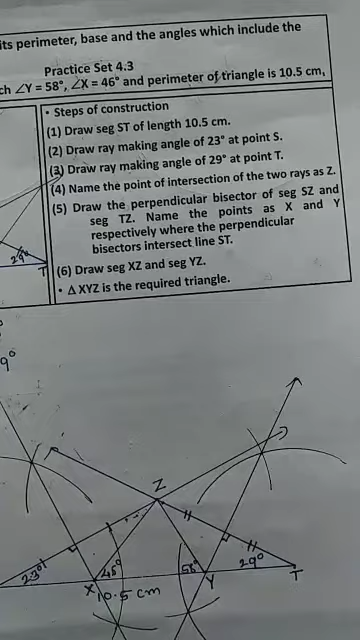 its perimeter, base and the angles which include the
Practice Set 4.3
ch ∠Y = 58°, ∠X = 46° and perimeter of triangle is 10.5 cm,
• Steps of construction
(1) Draw seg ST of length 10.5 cm.
(2) Draw ray making angle of 23° at point S.
(3) Draw ray making angle of 29° at point T.
(4) Name the point of intersection of the two rays as Z.
(5) Draw the perpendicular bisector of seg SZ and
seg TZ. Name the points as X and Y
respectively where the perpendicular
bisectors intersect line ST.
(6) Draw seg XZ and seg YZ.
• Δ XYZ is the required triangle.
29°
T
9°
Z
23°
46°
58°
29°
X
10.5 cm
Y
T